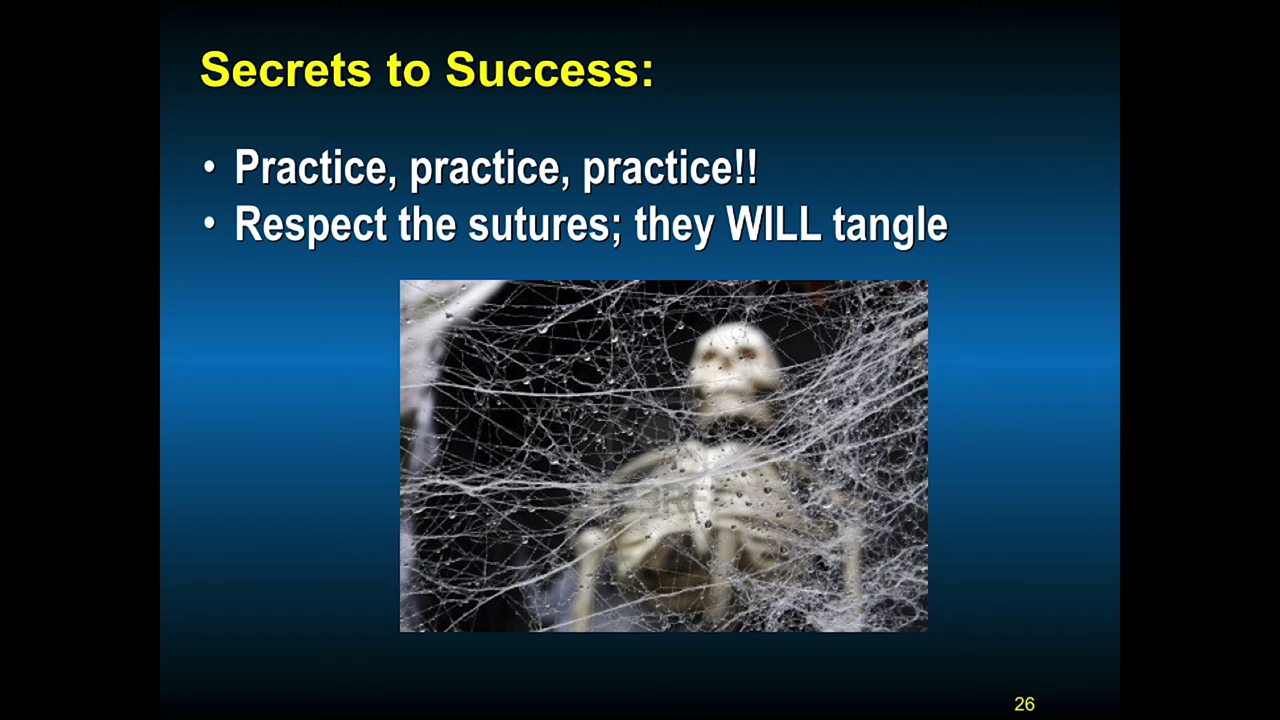 Secrets to Success:
• Practice, practice, practice!!
• Respect the sutures; they WILL tangle
26